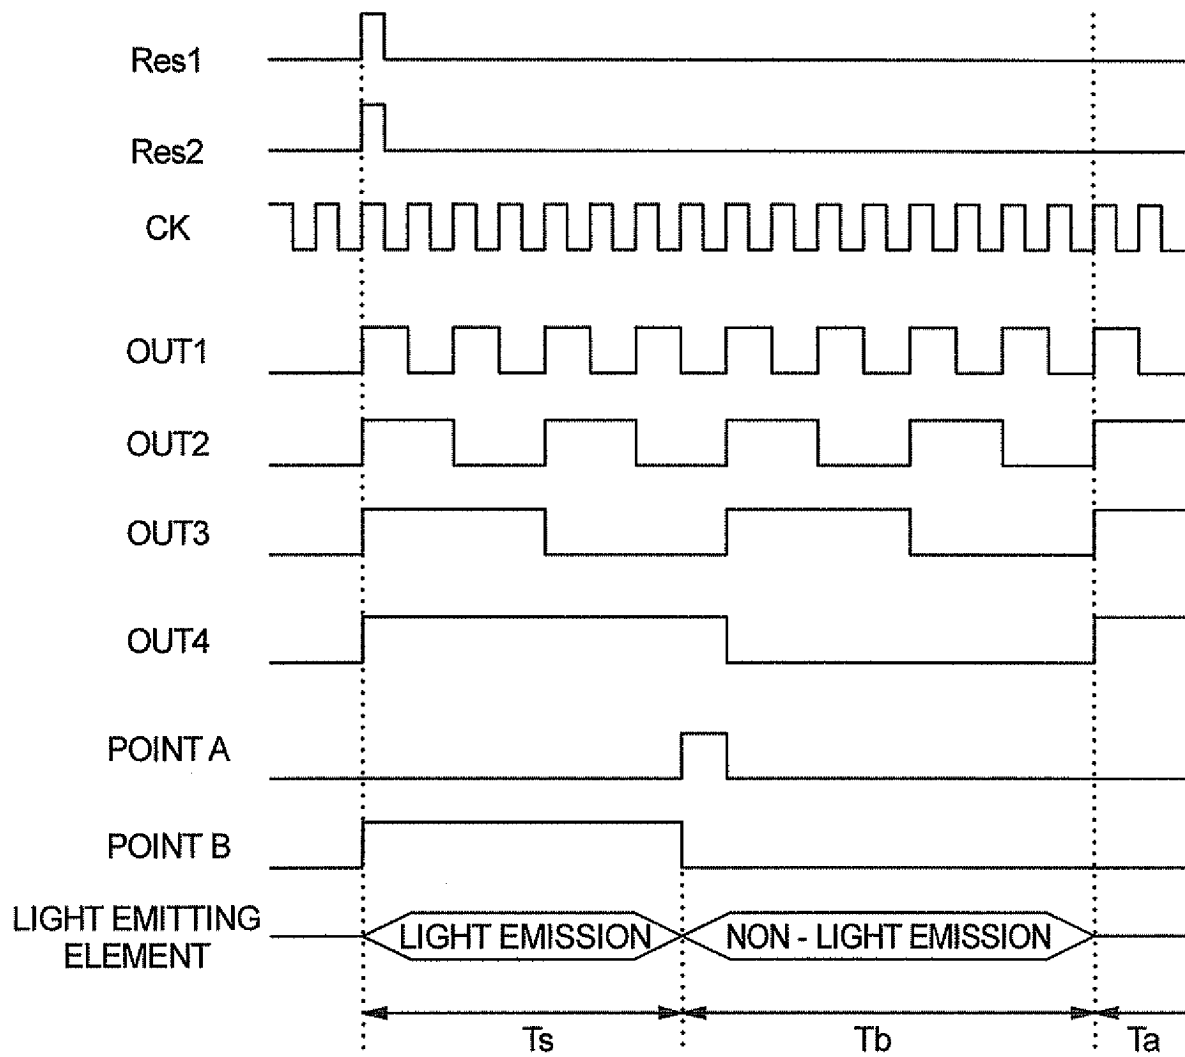 Res1
Res2
CK
OUT1
OUT2
OUT3
OUT4
POINT A
POINT B
LIGHT EMITTING
ELEMENT
LIGHT EMISSION
NON - LIGHT EMISSION
Ts
Tb
Ta